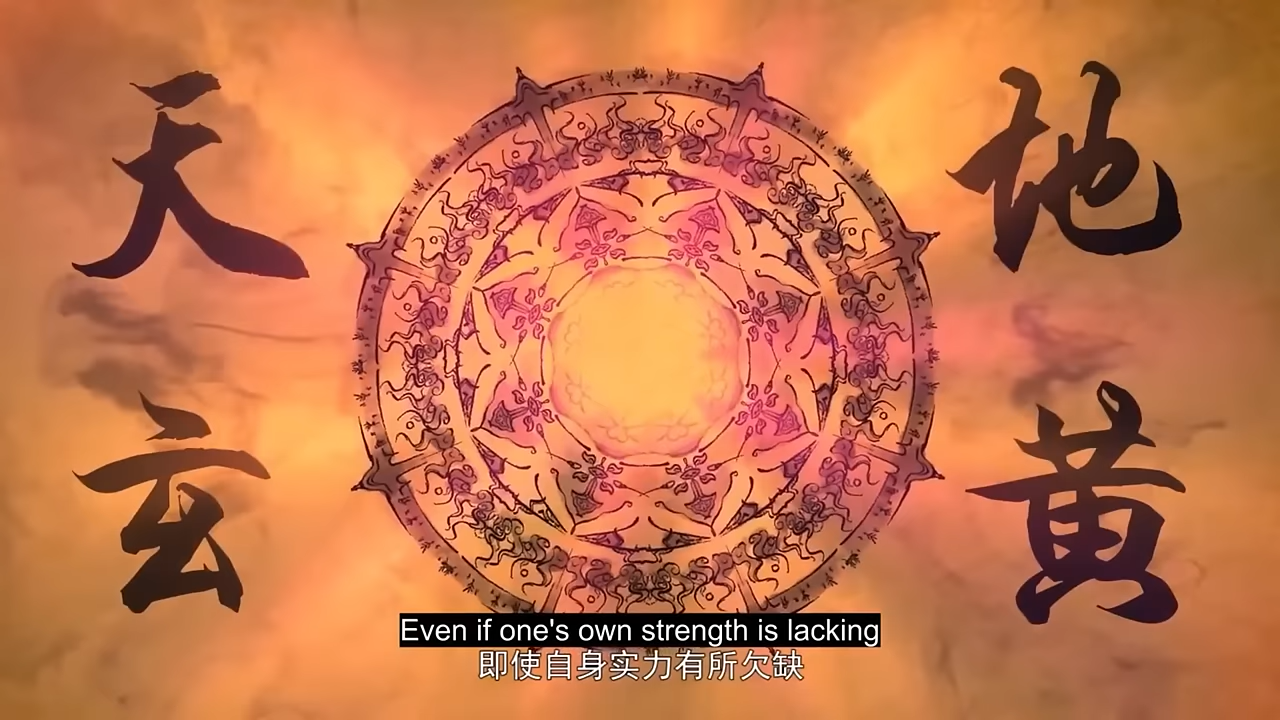 天 地
玄 黄
Even if one's own strength is lacking
即使自身实力有所欠缺